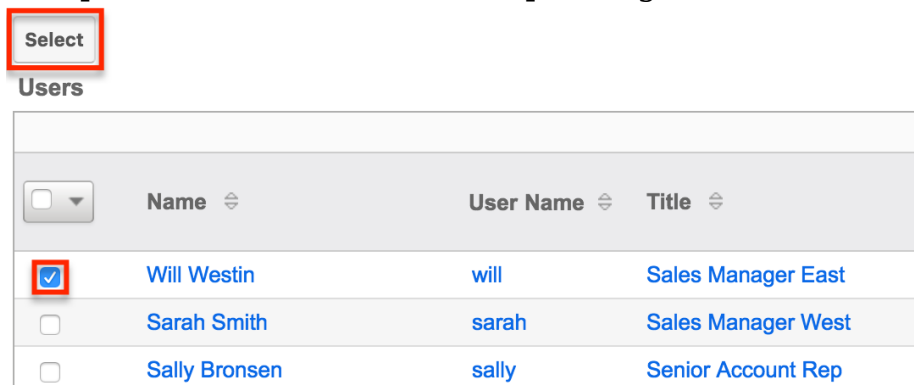 Select
Users
Name User Name Title
Will Westin will Sales Manager East
Sarah Smith sarah Sales Manager West
Sally Bronsen sally Senior Account Rep